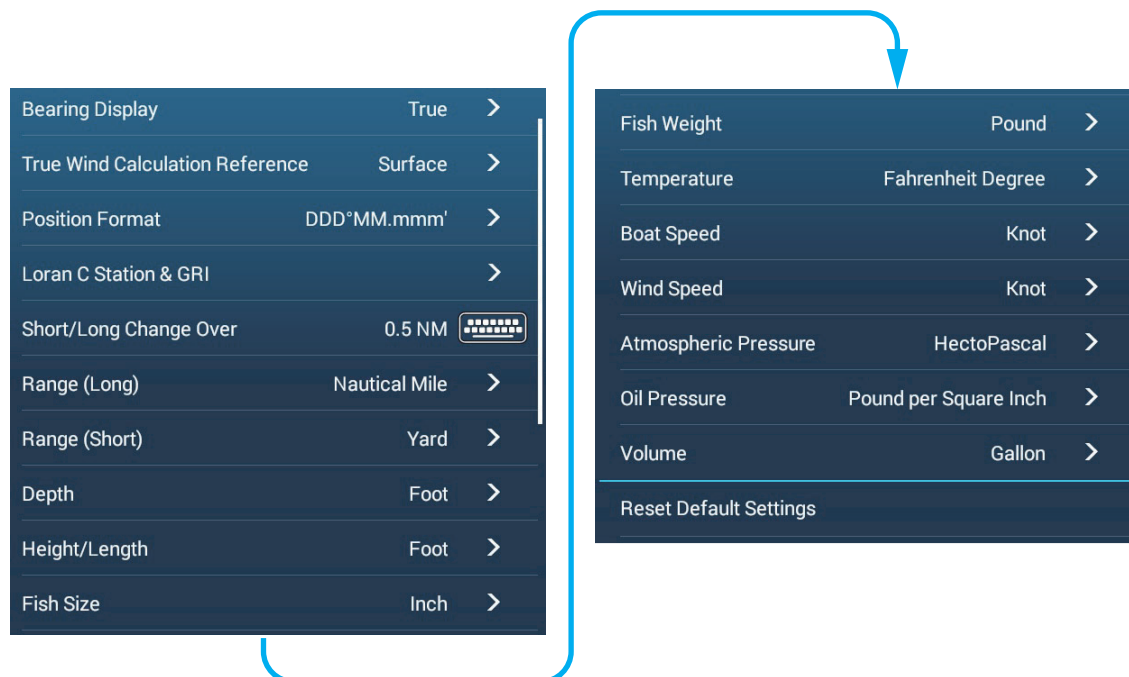 Bearing Display True
True Wind Calculation Reference Surface
Position Format DDD°MM.mmm'
Loran C Station & GRI
Short/Long Change Over 0.5 NM
Range (Long) Nautical Mile
Range (Short) Yard
Depth Foot
Height/Length Foot
Fish Size Inch
Fish Weight Pound
Temperature Fahrenheit Degree
Boat Speed Knot
Wind Speed Knot
Atmospheric Pressure HectoPascal
Oil Pressure Pound per Square Inch
Volume Gallon
Reset Default Settings